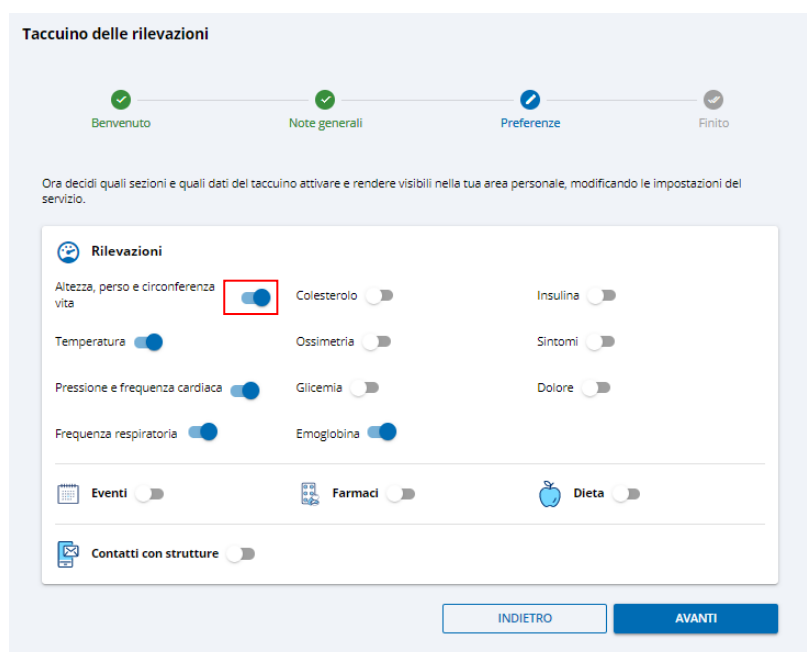 Taccuino delle rilevazioni
Benvenuto
Note generali
Preferenze
Finito
Ora decidi quali sezioni e quali dati del taccuino attivare e rendere visibili nella tua area personale, modificando le impostazioni del
servizio.
Rilevazioni
Altezza, perso e circonferenza
vita
Colesterolo
Insulina
Temperatura
Ossimetria
Sintomi
Pressione e frequenza cardiaca
Glicemia
Dolore
Frequenza respiratoria
Emoglobina
Eventi
Farmaci
Dieta
Contatti con strutture
INDIETRO
AVANTI